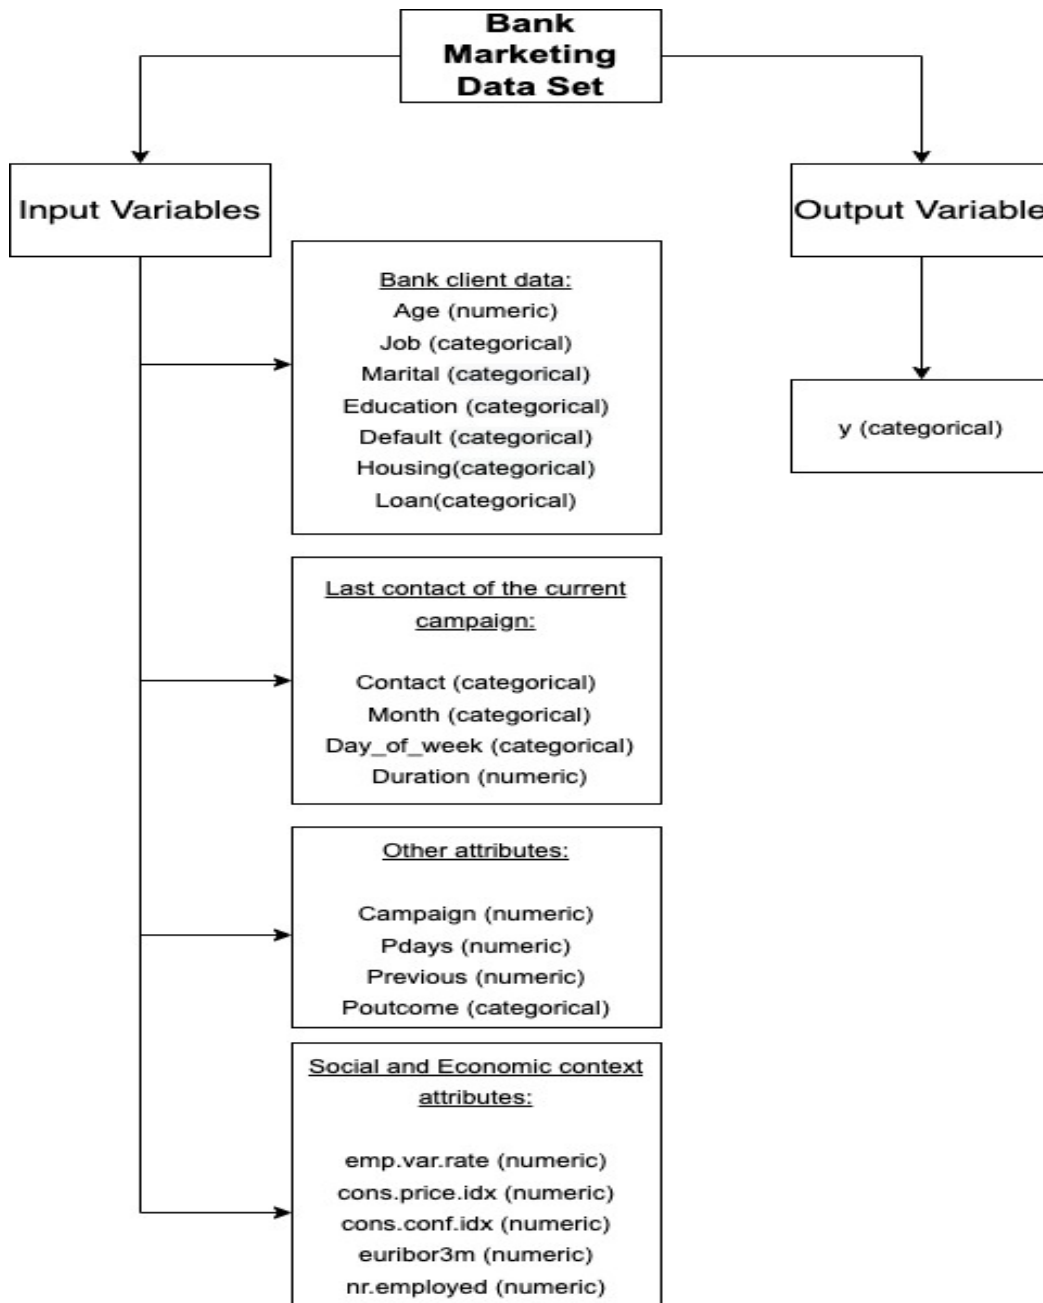 Bank
Marketing
Data Set
Input Variables
Output Variable
Bank client data:
Age (numeric)
Job (categorical)
Marital (categorical)
Education (categorical)
Default (categorical)
Housing(categorical)
Loan(categorical)
y (categorical)
Last contact of the current
campaign:
Contact (categorical)
Month (categorical)
Day_of_week (categorical)
Duration (numeric)
Other attributes:
Campaign (numeric)
Pdays (numeric)
Previous (numeric)
Poutcome (categorical)
Social and Economic context
attributes:
emp.var.rate (numeric)
cons.price.idx (numeric)
cons.conf.idx (numeric)
euribor3m (numeric)
nr.employed (numeric)